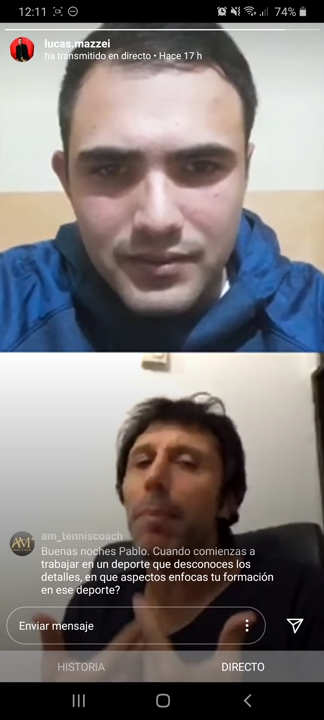 12:11
74%
lucas.mazzei
ha transmitido en directo • Hace 17 h
AM
am_tenniscoach
Buenas noches Pablo. Cuando comienzas a
trabajar en un deporte que desconoces los
detalles, en que aspectos enfocas tu formación
en ese deporte?
Enviar mensaje
HISTORIA
DIRECTO